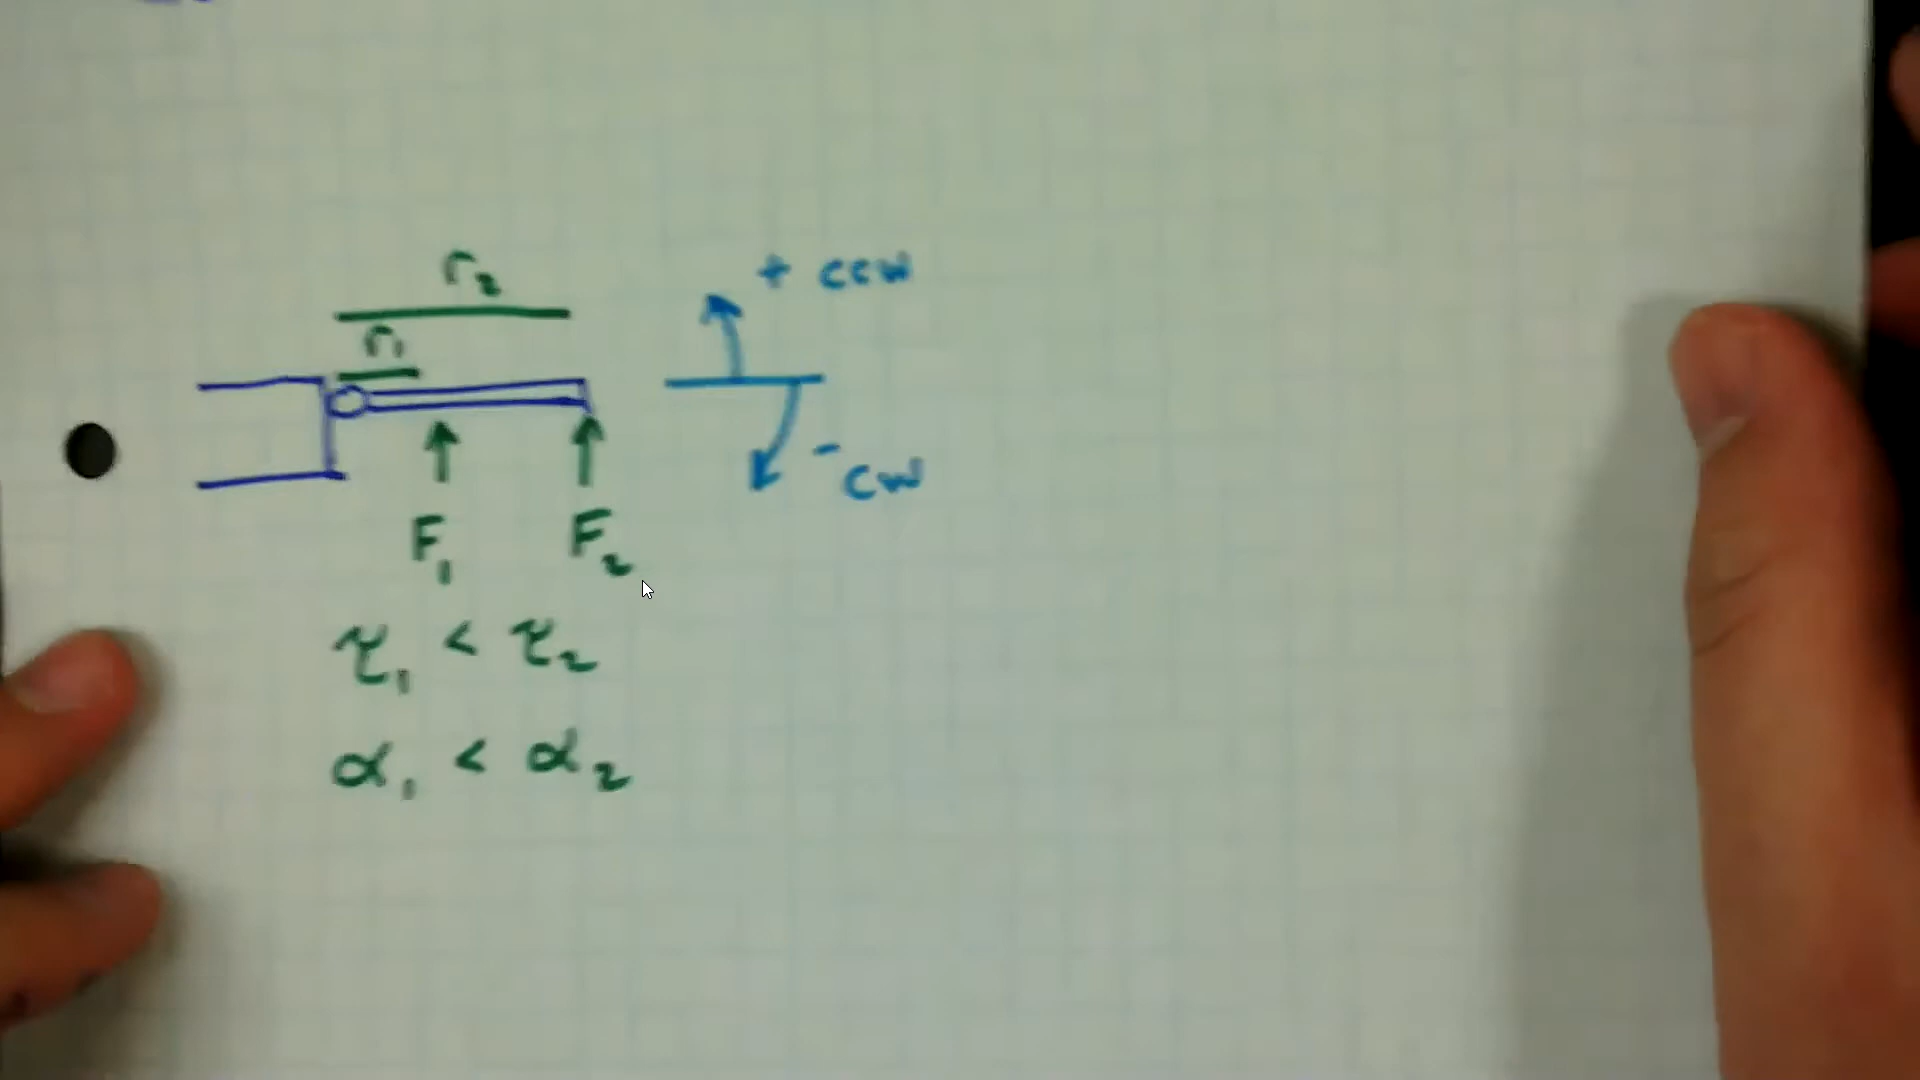 r₂
+ ccw
r₁
- cw
F₁ F₂
τ₁ < τ₂
α₁ < α₂